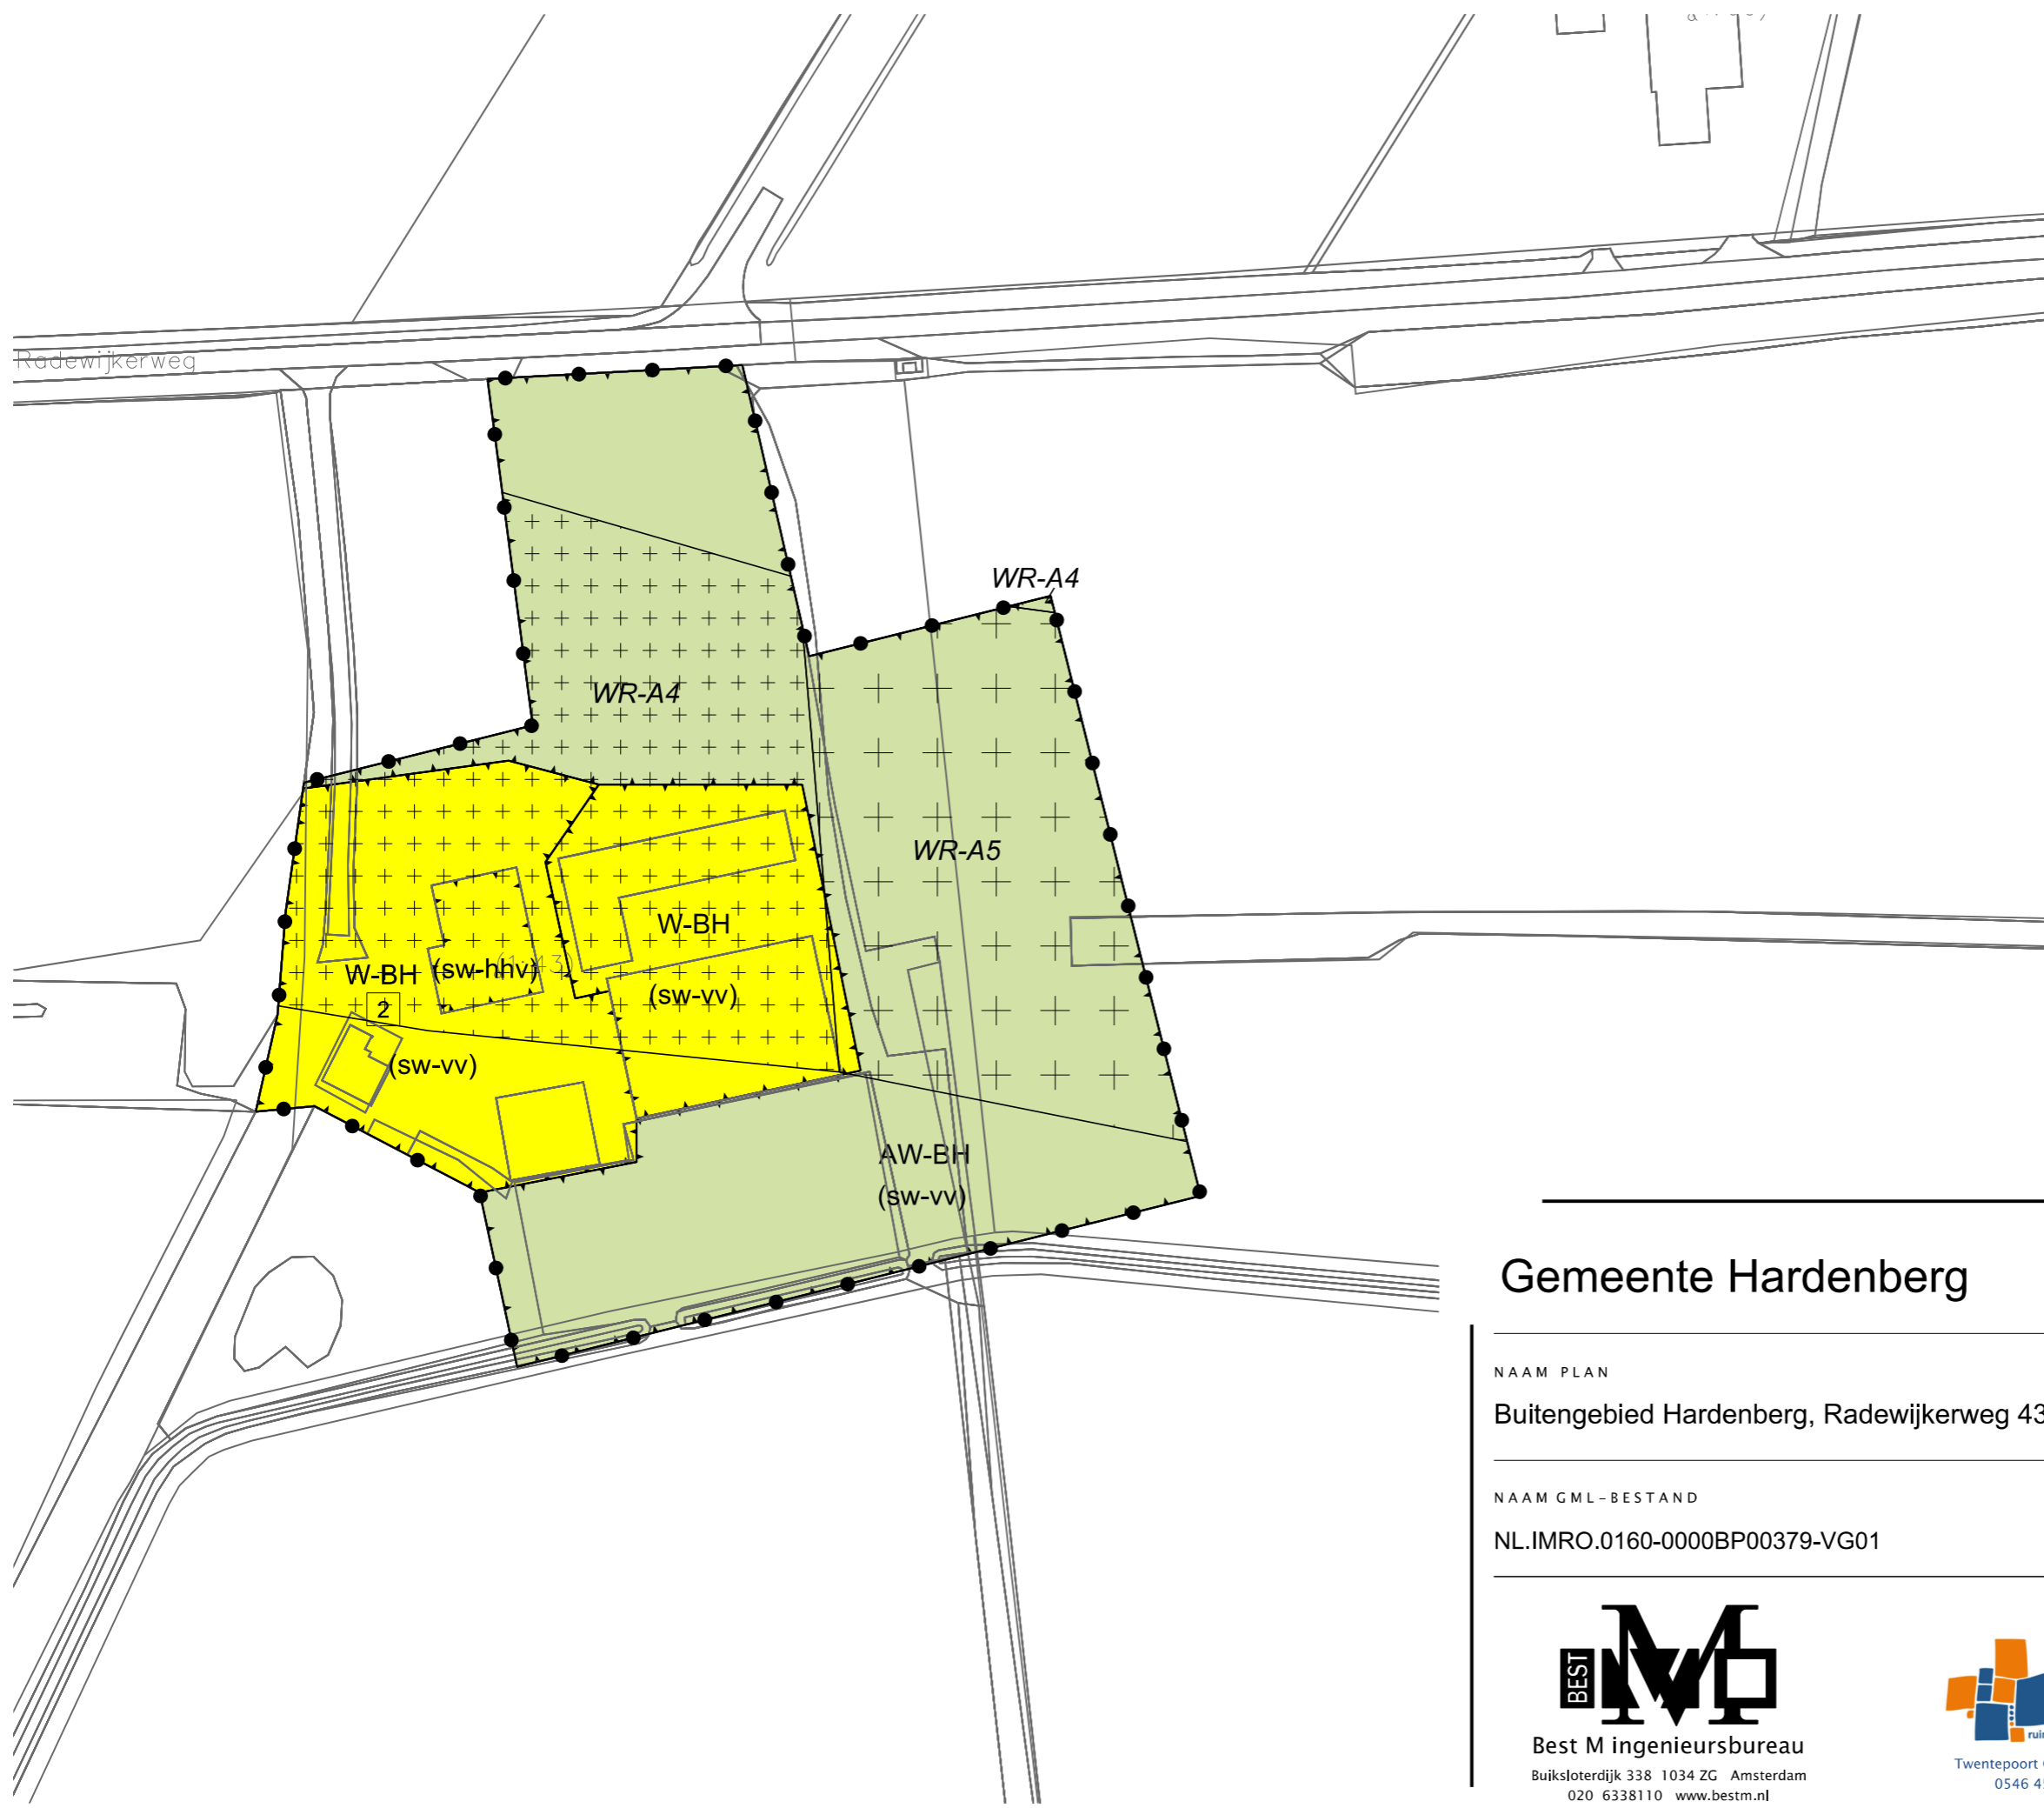 Radewijkerweg
WR-A4
WR-A4
WR-A5
W-BH
W-BH
(sw-hhv)
(sw-vv)
2
(sw-vv)
AW-BH
(sw-vv)
Gemeente Hardenberg
NAAM PLAN
Buitengebied Hardenberg, Radewijkerweg 43
NAAM GML-BESTAND
NL.IMRO.0160-0000BP00379-VG01
BEST
M
Best M ingenieursbureau
Buiksloterdijk 338 1034 ZG Amsterdam
020 6338110 www.bestm.nl
Twentepoort
0546